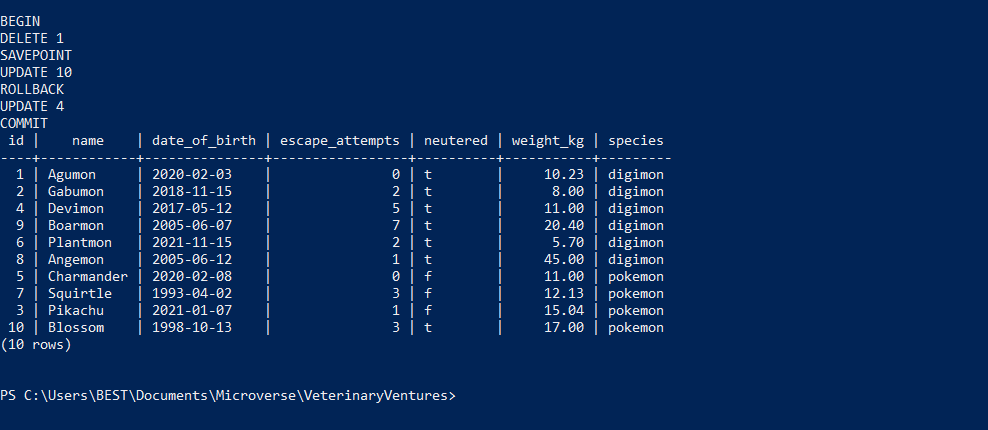 BEGIN
DELETE 1
SAVEPOINT
UPDATE 10
ROLLBACK
UPDATE 4
COMMIT
 id |    name    | date_of_birth | escape_attempts | neutered | weight_kg | species
----+------------+---------------+-----------------+----------+-----------+---------
  1 | Agumon     | 2020-02-03    |               0 | t        |     10.23 | digimon
  2 | Gabumon    | 2018-11-15    |               2 | t        |      8.00 | digimon
  4 | Devimon    | 2017-05-12    |               5 | t        |     11.00 | digimon
  9 | Boarmon    | 2005-06-07    |               7 | t        |     20.40 | digimon
  6 | Plantmon   | 2021-11-15    |               2 | t        |      5.70 | digimon
  8 | Angemon    | 2005-06-12    |               1 | t        |     45.00 | digimon
  5 | Charmander | 2020-02-08    |               0 | f        |     11.00 | pokemon
  7 | Squirtle   | 1993-04-02    |               3 | f        |     12.13 | pokemon
  3 | Pikachu    | 2021-01-07    |               1 | f        |     15.04 | pokemon
 10 | Blossom    | 1998-10-13    |               3 | t        |     17.00 | pokemon
(10 rows)
PS C:\Users\BEST\Documents\Microverse\VeterinaryVentures>